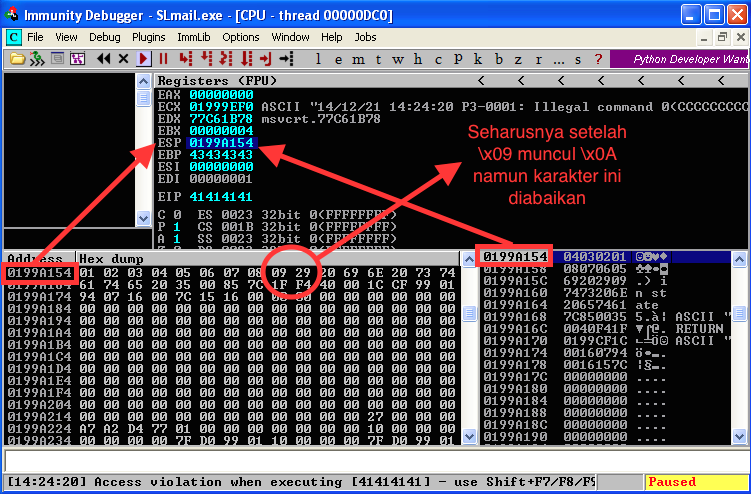 Immunity Debugger - SLmail.exe - [CPU - thread 00000DC0]
C File View Debug Plugins ImmLib Options Window Help Jobs
l e m t w h c P k b z r ... s ? Python Developer Want
Registers (FPU) < < < < < <
EAX 00000000
ECX 01999EF0 ASCII "14/12/21 14:24:20 P3-0001: Illegal command 0<CCCCCCCCC
EDX 77C61B78 msvcrt.77C61B78
EBX 00000004
ESP 0199A154
EBP 43434343
ESI 00000000
EDI 00000001
EIP 41414141
C 0 ES 0023 32bit 0(FFFFFFFF)
P 1 CS 001B 32bit 0(FFFFFFFF)
A 1 SS 0023 32bit 0(FFFFFFFF)
Seharusnya setelah
\x09 muncul \x0A
namun karakter ini
diabaikan
Address Hex dump
0199A154 01 02 03 04 05 06 07 08 09 29 20 69 6E 20 73 74
61 74 65 20 35 00 85 7C 1F F4 40 00 1C CF 99 01
0199A174 94 07 16 00 7C 15 16 00 00 00 00 00 00 00 00 00
0199A184 00 00 00 00 00 00 00 00 00 00 00 00 00 00 00 00
0199A194 00 00 00 00 00 00 00 00 00 00 00 00 00 00 00 00
0199A1A4 00 00 00 00 00 00 00 00 00 00 00 00 00 00 00 00
0199A1B4 00 00 00 00 00 00 00 00 00 00 00 00 00 00 00 00
0199A1C4 00 00 00 00 00 00 00 00 00 00 00 00 00 00 00 00
0199A1D4 00 00 00 00 00 00 00 00 00 00 00 00 00 00 00 00
0199A1E4 00 00 00 00 00 00 00 00 00 00 00 00 00 00 00 00
0199A1F4 00 00 00 00 00 00 00 00 00 00 00 00 00 00 00 00
0199A204 00 00 00 00 00 00 00 00 00 00 00 00 00 00 00 00
0199A214 00 00 00 00 00 00 00 00 00 00 00 00 27 00 00 00
0199A224 A7 A2 D4 77 01 00 00 00 00 00 00 00 10 00 00 00
0199A234 00 00 00 00 7F D0 99 01 10 00 00 00 7F D0 99 01
0199A154 04030201
0199A158 08070605
0199A15C 69202909 .) i
0199A160 7473206E n st
0199A164 20657461 ate
0199A168 7C850035 5.à¦ ASCII "
0199A16C 0040F41F RETURN
0199A170 0199CF1C ASCII "
0199A174 00160794
0199A178 0016157C
0199A17C 00000000 ....
0199A180 00000000 ....
0199A184 00000000 ....
0199A188 00000000 ....
0199A18C 00000000 ....
0199A190 00000000 ....
0199A194 00000000 ....
[14:24:20] Access violation when executing [41414141] - use Shift+F7/F8/F9
Paused